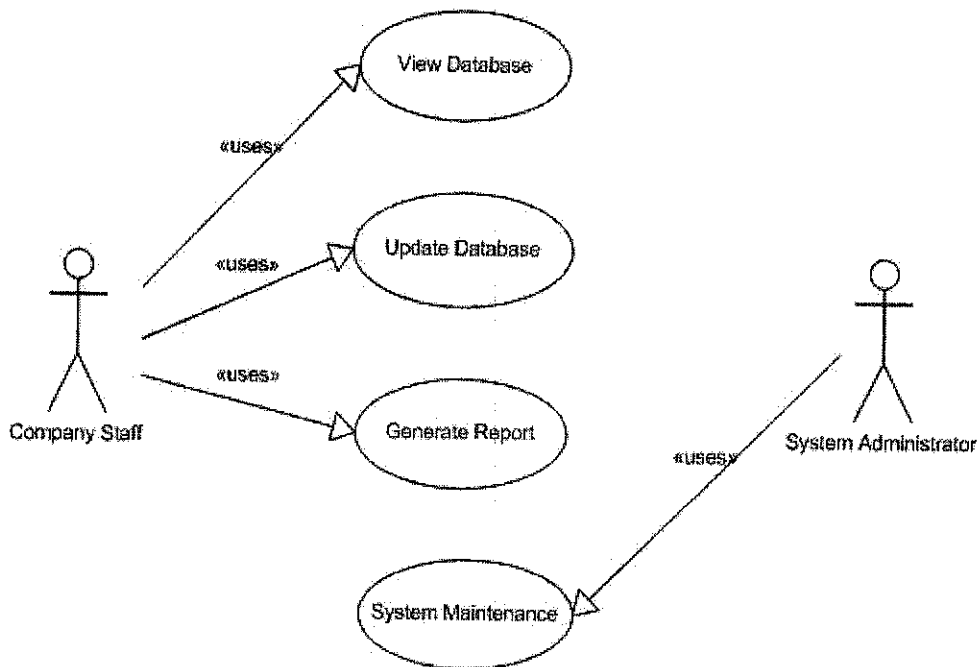 View Database
«uses»
Update Database
«uses»
«uses»
Company Staff
Generate Report
System Administrator
«uses»
System Maintenance